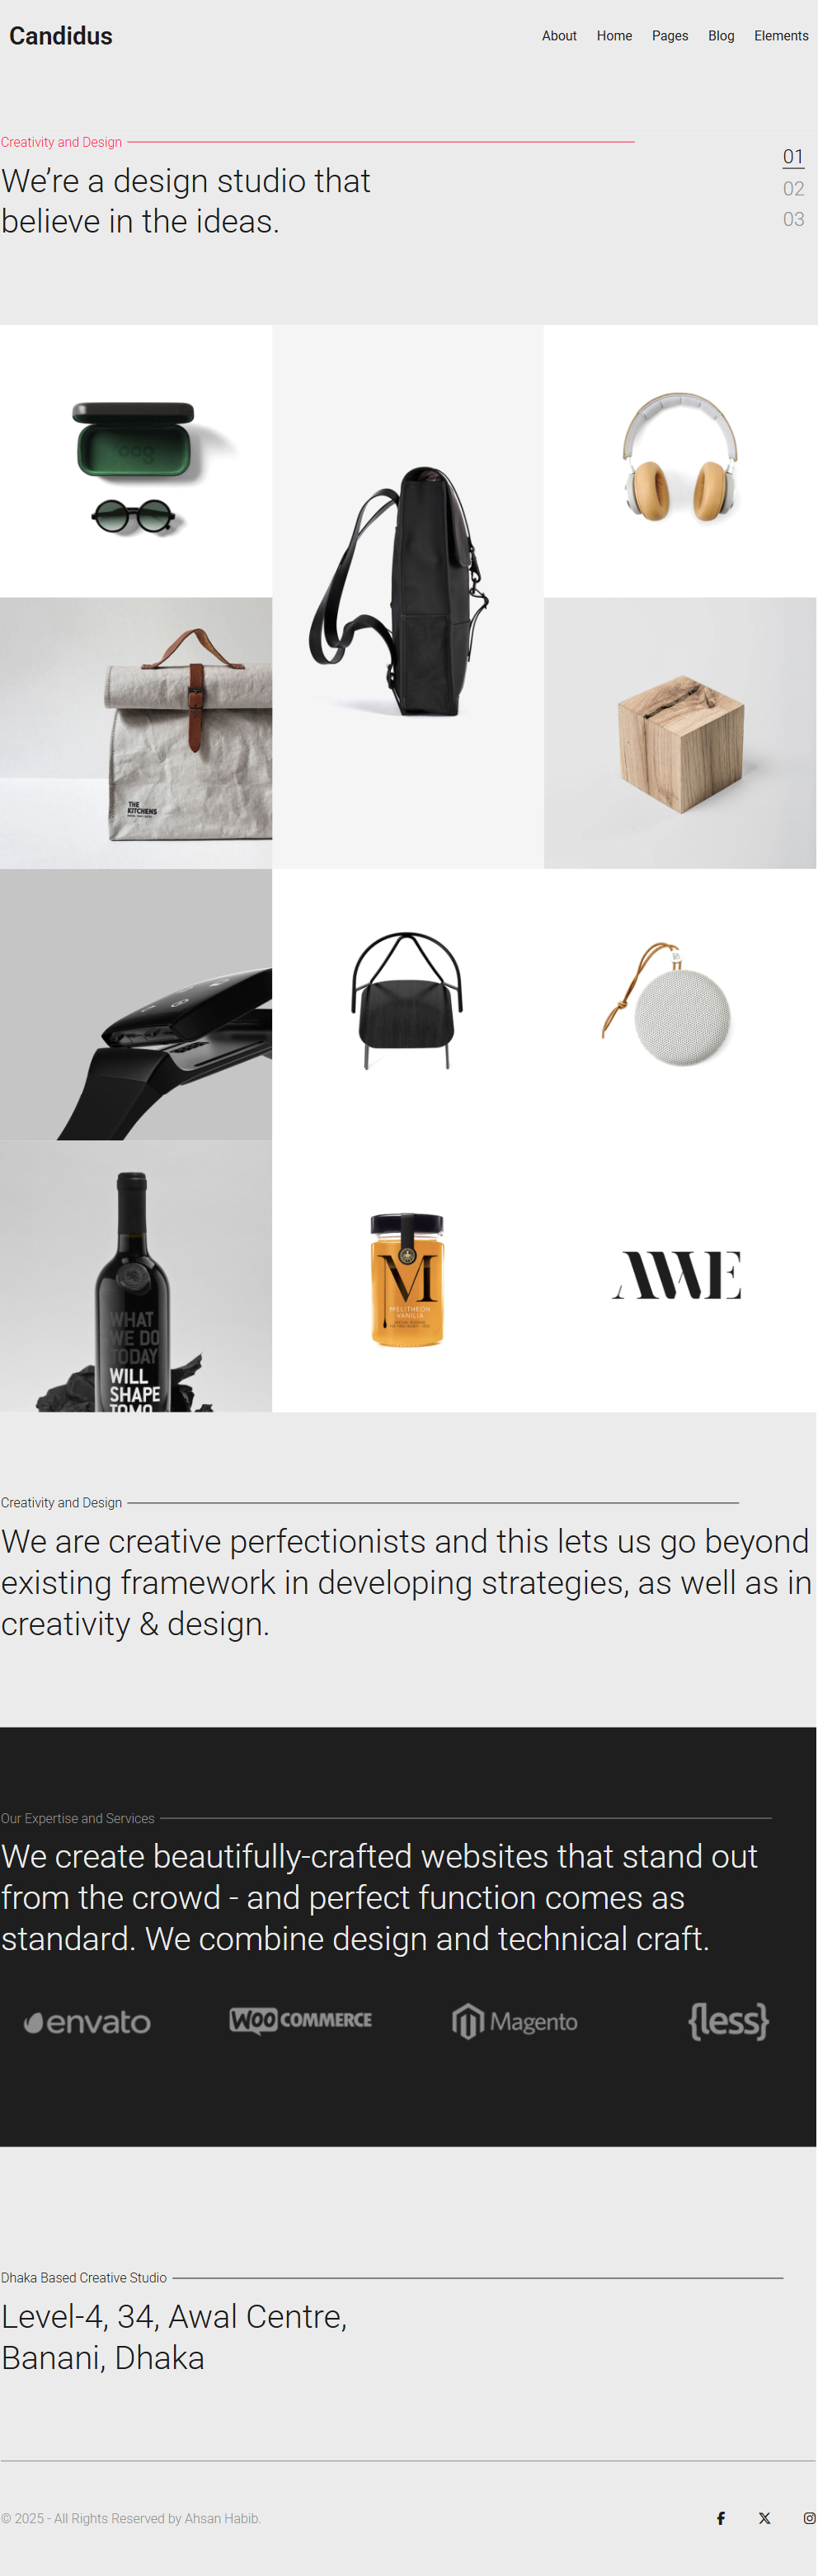 Candidus
About Home Pages Blog Elements
Creativity and Design
We’re a design studio that
believe in the ideas.
01
02
03
THE
KITCHENS
WHAT
WE DO
TODAY
WILL
SHAPE
TOMO
M
MELITHEON
VANILIA
AWE
Creativity and Design
We are creative perfectionists and this lets us go beyond
existing framework in developing strategies, as well as in
creativity & design.
Our Expertise and Services
We create beautifully-crafted websites that stand out
from the crowd - and perfect function comes as
standard. We combine design and technical craft.
envato
WOO COMMERCE
Magento
{less}
Dhaka Based Creative Studio
Level-4, 34, Awal Centre,
Banani, Dhaka
© 2025 - All Rights Reserved by Ahsan Habib.